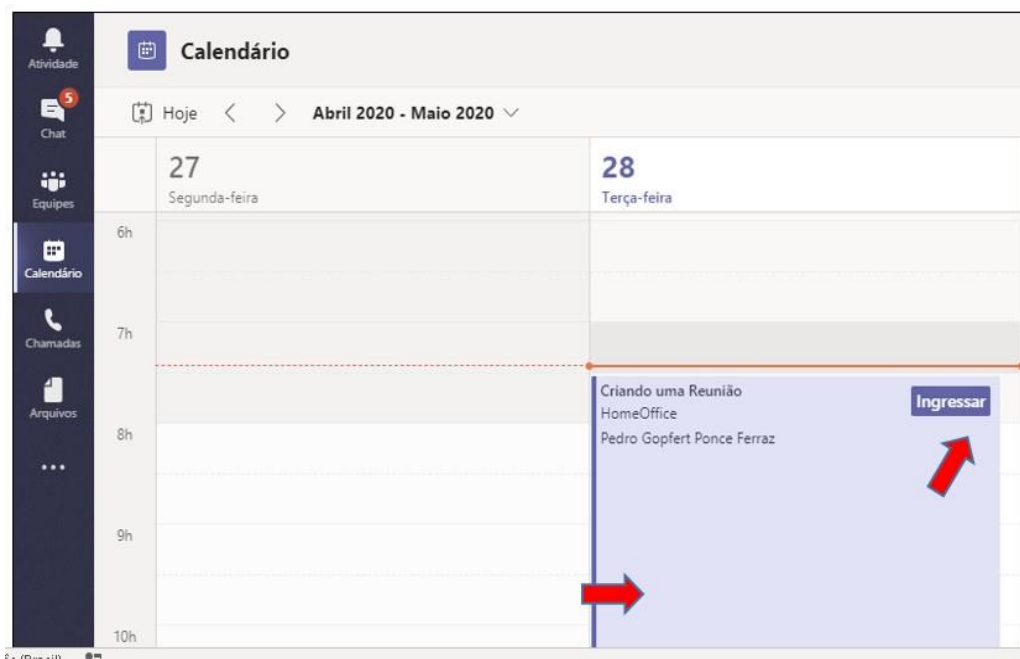 Atividade
Calendário
5
Chat
Hoje
Abril 2020 - Maio 2020
Equipes
27
Segunda-feira
28
Terça-feira
Calendário
6h
Chamadas
7h
Arquivos
Criando uma Reunião
Ingressar
HomeOffice
Pedro Gopfert Ponce Ferraz
8h
9h
10h
(Brasil)